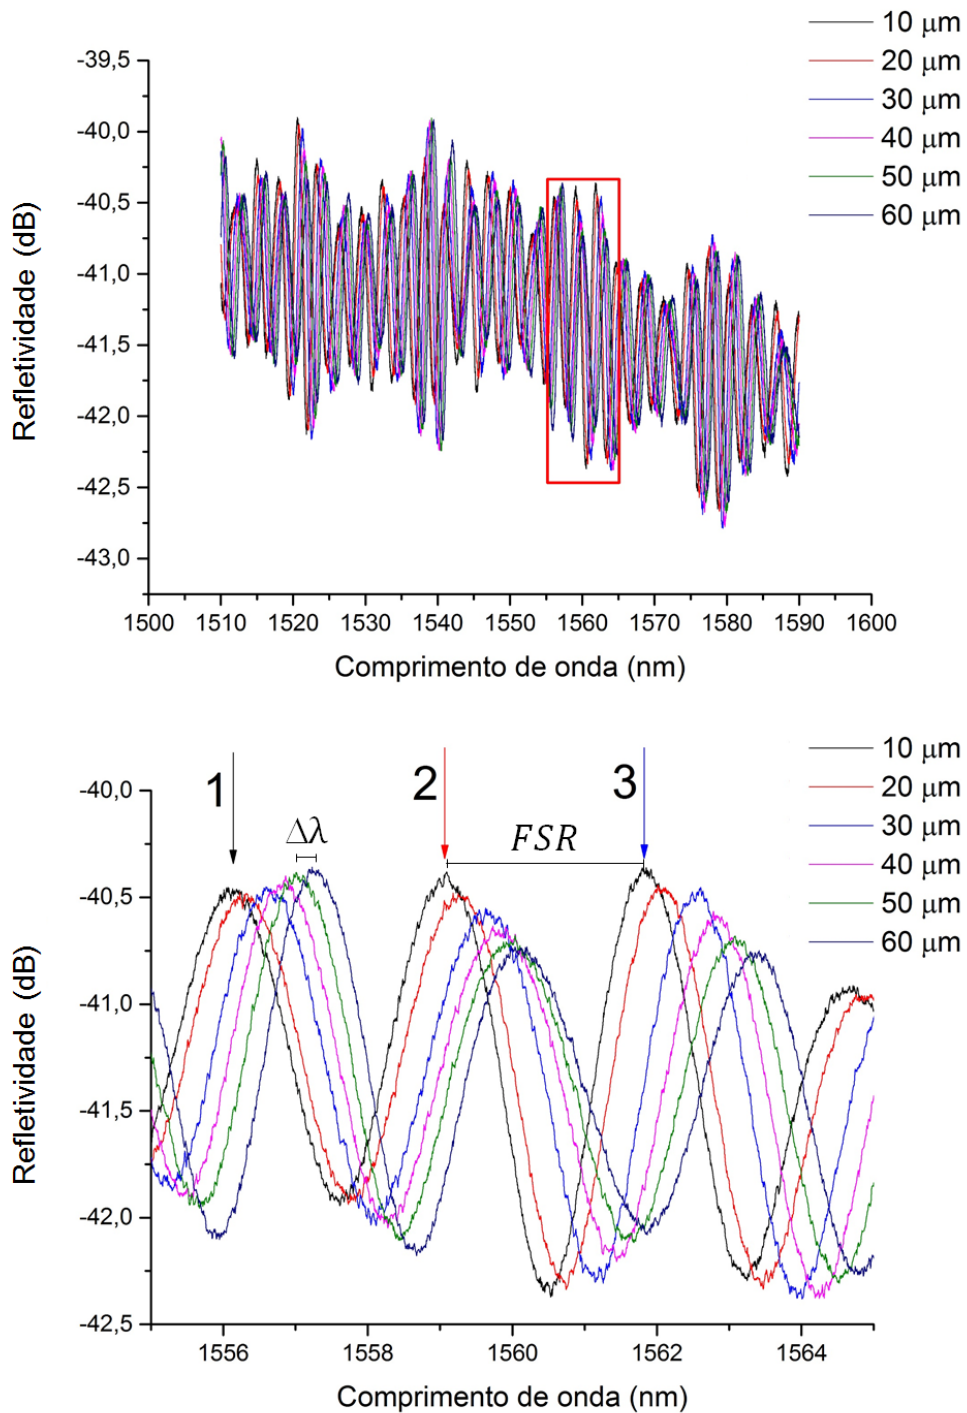 10 μm
20 μm
30 μm
40 μm
50 μm
60 μm
-39,5
-40,0
-40,5
-41,0
-41,5
-42,0
-42,5
-43,0
Refletividade (dB)
1500 1510 1520 1530 1540 1550 1560 1570 1580 1590 1600
Comprimento de onda (nm)
10 μm
20 μm
30 μm
40 μm
50 μm
60 μm
1 2 3
Δλ
FSR
-40,0
-40,5
-41,0
-41,5
-42,0
-42,5
Refletividade (dB)
1556 1558 1560 1562 1564
Comprimento de onda (nm)